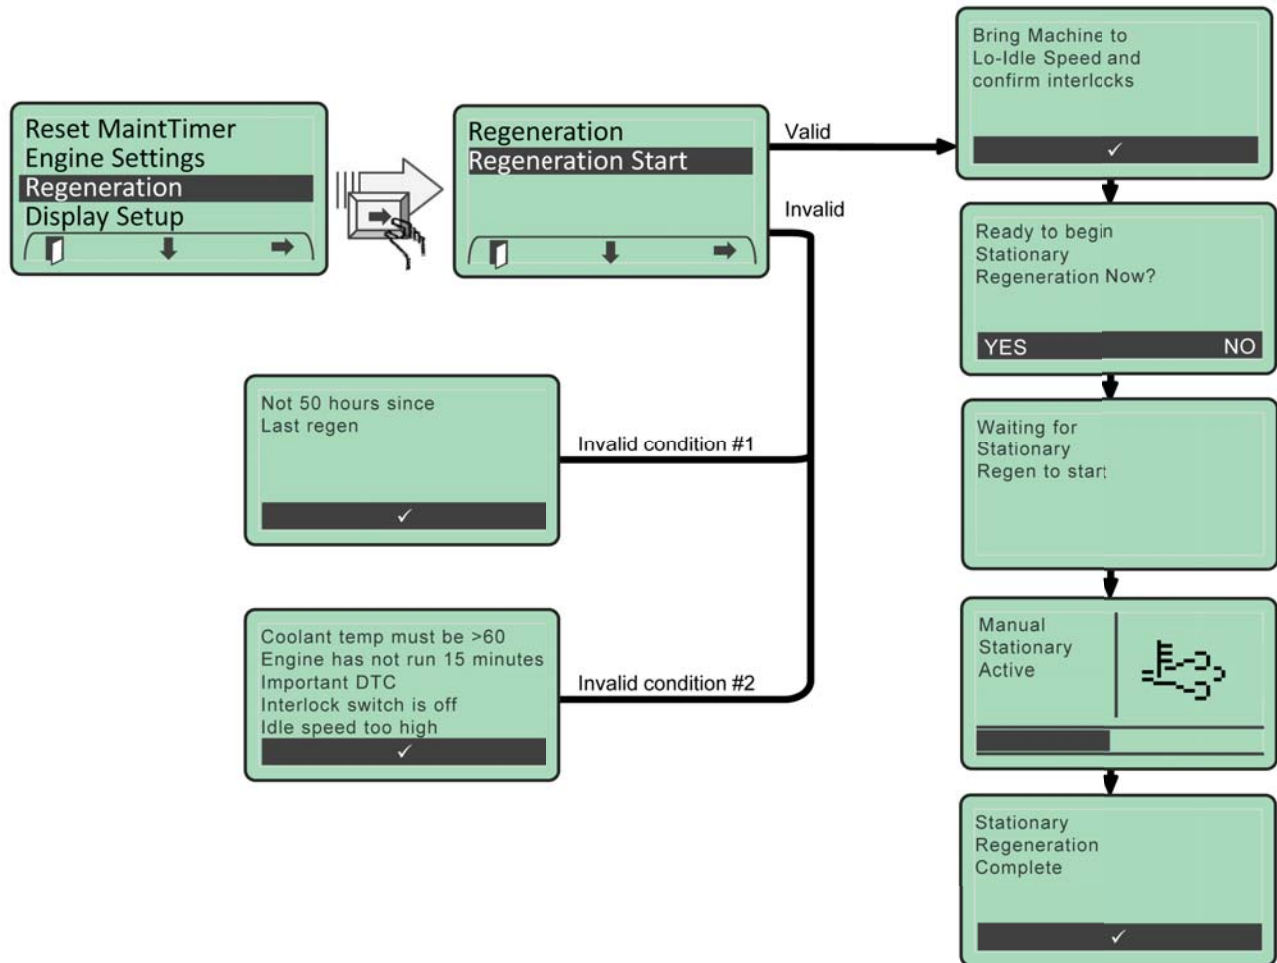 Reset MaintTimer
Engine Settings
Regeneration
Display Setup
Regeneration
Regeneration Start
Valid
Invalid
Bring Machine to
Lo-Idle Speed and
confirm interlocks
✓
Ready to begin
Stationary
Regeneration Now?
YES NO
Waiting for
Stationary
Regen to start
Manual
Stationary
Active
Stationary
Regeneration
Complete
✓
Not 50 hours since
Last regen
✓
Invalid condition #1
Coolant temp must be >60
Engine has not run 15 minutes
Important DTC
Interlock switch is off
Idle speed too high
✓
Invalid condition #2